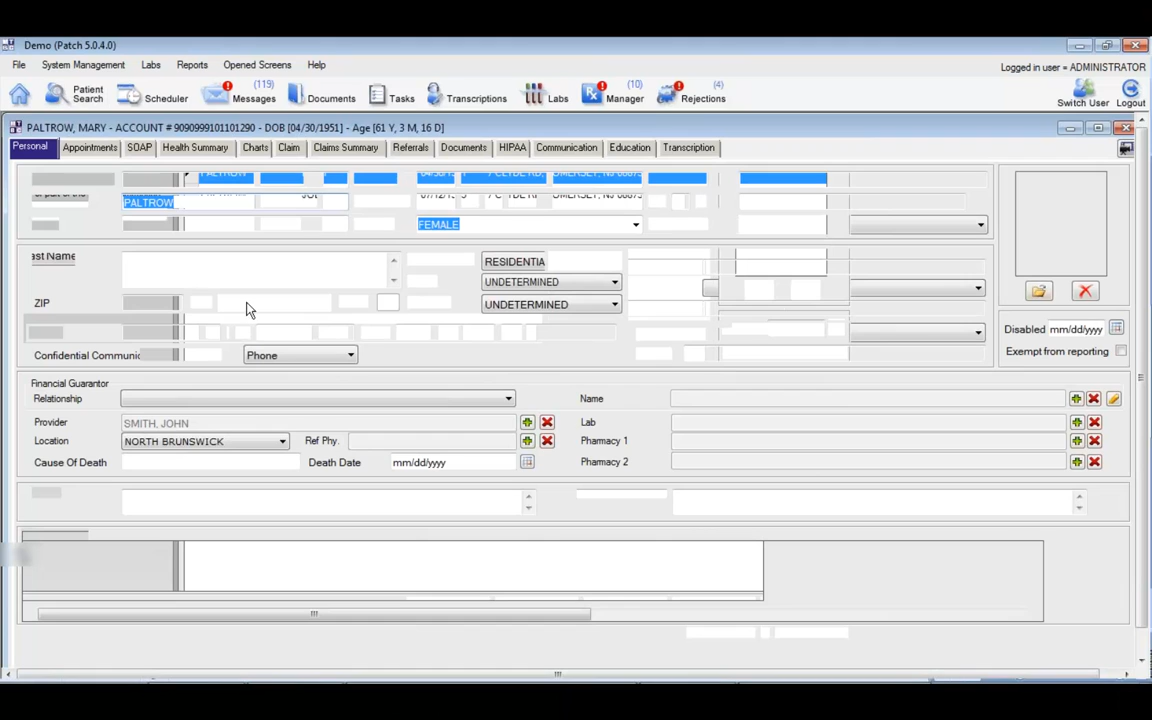 Demo (Patch 5.0.4.0)
File System Management Labs Reports Opened Screens Help
Logged in user = ADMINISTRATOR
Patient Search Scheduler Messages (119) Documents Tasks Transcriptions Labs Manager (10) Rejections (4) Switch User Logout
PALTROW, MARY - ACCOUNT # 9090999101101290 - DOB [04/30/1951] - Age [61 Y, 3 M, 16 D]
Personal Appointments SOAP Health Summary Charts Claim Claims Summary Referrals Documents HIPAA Communication Education Transcription
PALTROW
FEMALE
ast Name RESIDENTIA
UNDETERMINED
ZIP UNDETERMINED
Disabled mm/dd/yyyy
Confidential Communic Phone Exempt from reporting
Financial Guarantor
Relationship Name
Provider SMITH, JOHN Lab
Location NORTH BRUNSWICK Ref Phy. Pharmacy 1
Cause Of Death Death Date mm/dd/yyyy Pharmacy 2